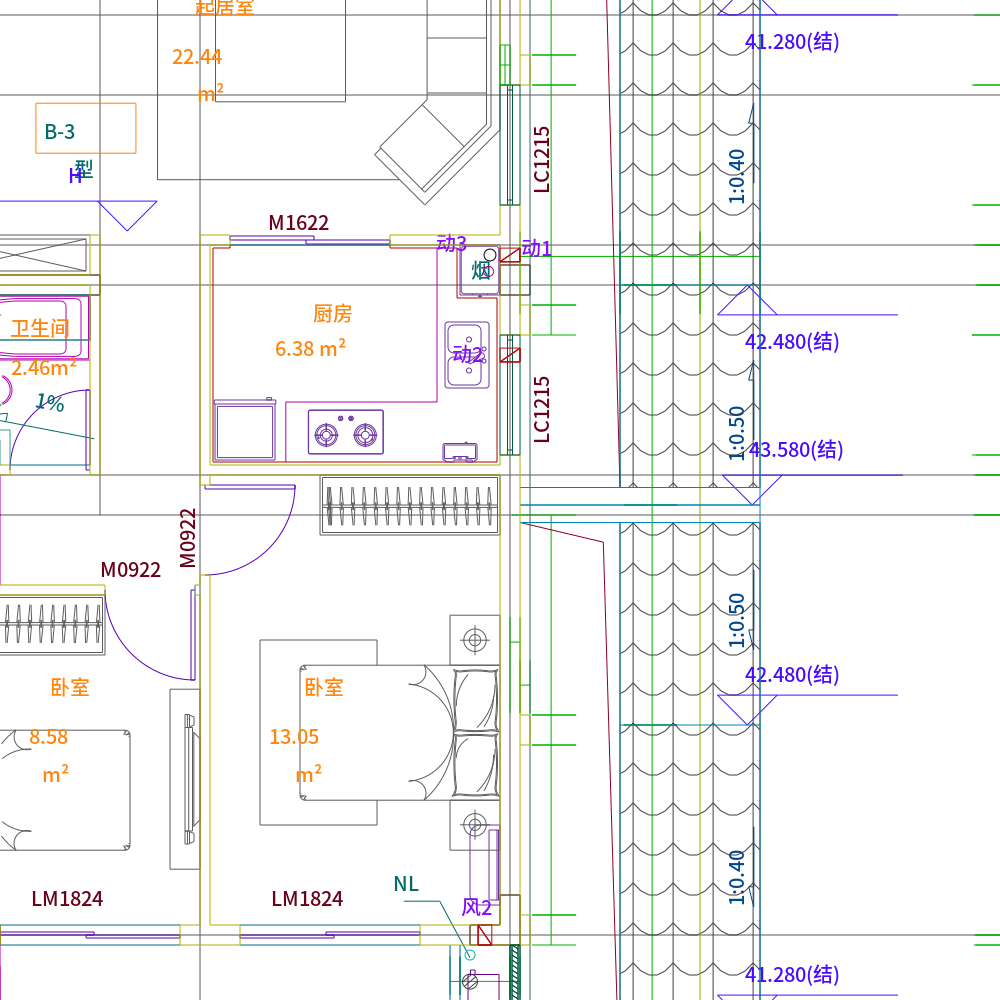 起居室
22.44
m²
41.280(结)
B-3
型
H
LC1215
1:0.40
M1622
动3
动1
烟
厨房
6.38 m²
动2
卫生间
2.46m²
1%
42.480(结)
LC1215
1:0.50
43.580(结)
M0922
M0922
1:0.50
卧室
8.58
m²
卧室
13.05
m²
42.480(结)
LM1824
LM1824
NL
风2
1:0.40
41.280(结)